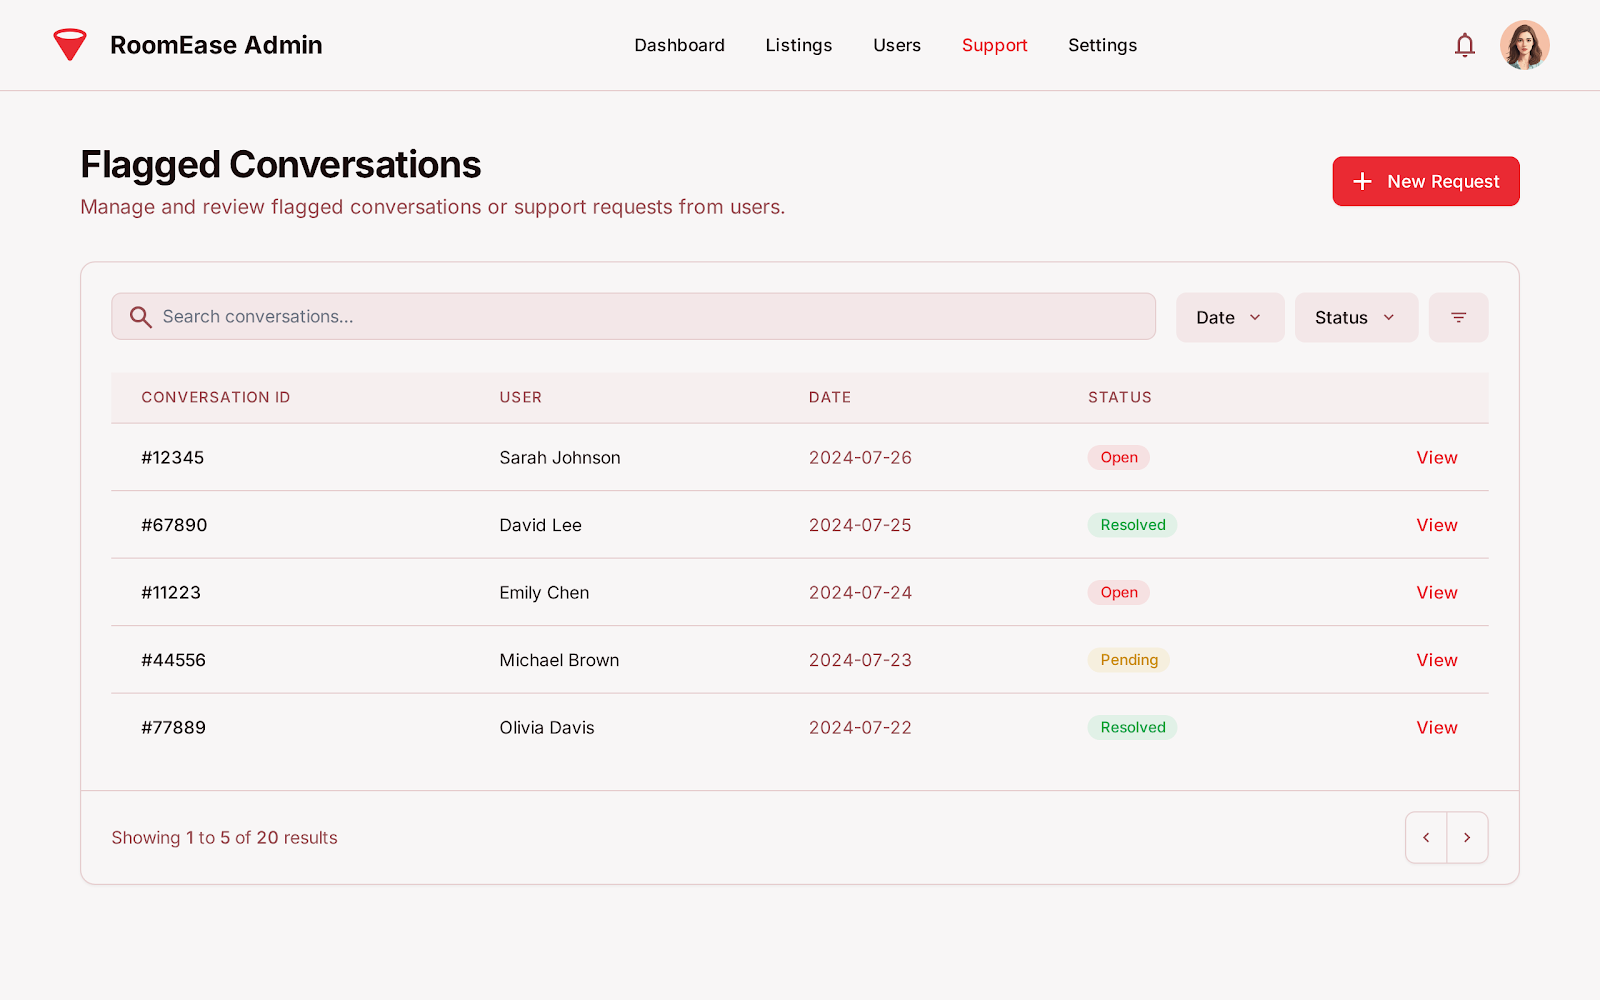 RoomEase Admin
Dashboard Listings Users Support Settings
Flagged Conversations
Manage and review flagged conversations or support requests from users.
New Request
Search conversations...
Date Status
CONVERSATION ID USER DATE STATUS
#12345 Sarah Johnson 2024-07-26 Open View
#67890 David Lee 2024-07-25 Resolved View
#11223 Emily Chen 2024-07-24 Open View
#44556 Michael Brown 2024-07-23 Pending View
#77889 Olivia Davis 2024-07-22 Resolved View
Showing 1 to 5 of 20 results